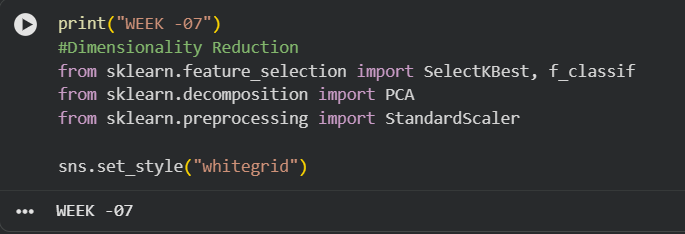 print("WEEK -07")
#Dimensionality Reduction
from sklearn.feature_selection import SelectKBest, f_classif
from sklearn.decomposition import PCA
from sklearn.preprocessing import StandardScaler
sns.set_style("whitegrid")
WEEK -07